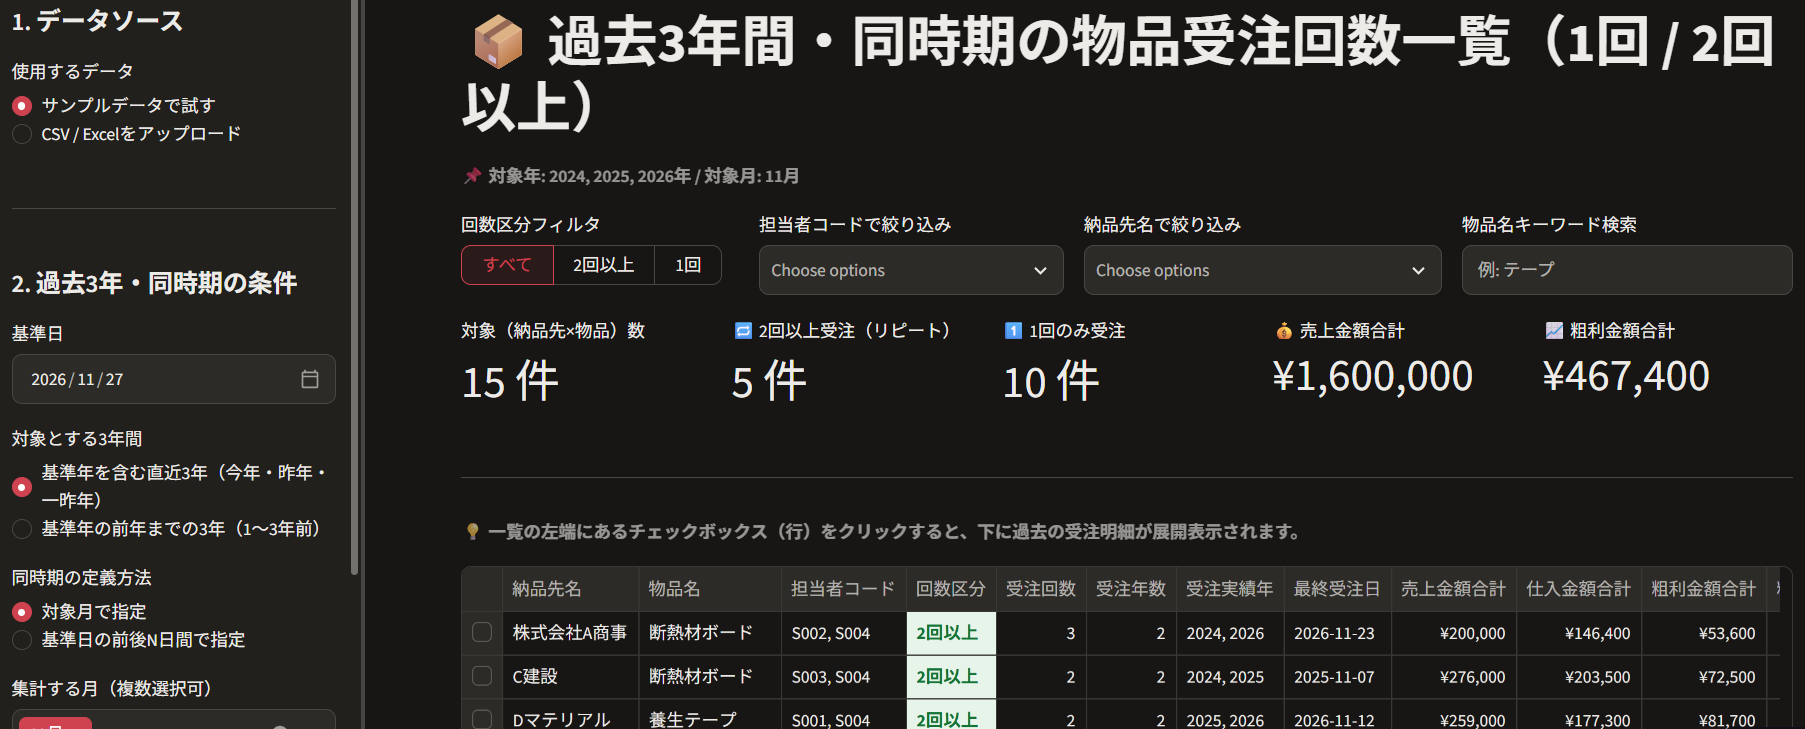 1. データソース
使用するデータ
サンプルデータで試す
CSV / Excelをアップロード
2. 過去3年・同時期の条件
基準日
2026 / 11 / 27
対象とする3年間
基準年を含む直近3年（今年・昨年・
一昨年）
基準年の前年までの3年（1～3年前）
同時期の定義方法
対象月で指定
基準日の前後N日間で指定
集計する月（複数選択可）
過去3年間・同時期の物品受注回数一覧（1回 / 2回
以上）
対象年: 2024, 2025, 2026年 / 対象月: 11月
回数区分フィルタ 担当者コードで絞り込み 納品先名で絞り込み 物品名キーワード検索
すべて 2回以上 1回 Choose options Choose options 例: テープ
対象（納品先×物品）数 2回以上受注（リピート） 1回のみ受注 売上金額合計 粗利金額合計
15 件 5 件 10 件 ¥1,600,000 ¥467,400
一覧の左端にあるチェックボックス（行）をクリックすると、下に過去の受注明細が展開表示されます。
納品先名 物品名 担当者コード 回数区分 受注回数 受注年数 受注実績年 最終受注日 売上金額合計 仕入金額合計 粗利金額合計
株式会社A商事 断熱材ボード S002, S004 2回以上 3 2 2024, 2026 2026-11-23 ¥200,000 ¥146,400 ¥53,600
C建設 断熱材ボード S003, S004 2回以上 2 2 2024, 2025 2025-11-07 ¥276,000 ¥203,500 ¥72,500
Dマテリアル 養生テープ S001, S004 2回以上 2 2 2025, 2026 2026-11-12 ¥259,000 ¥177,300 ¥81,700